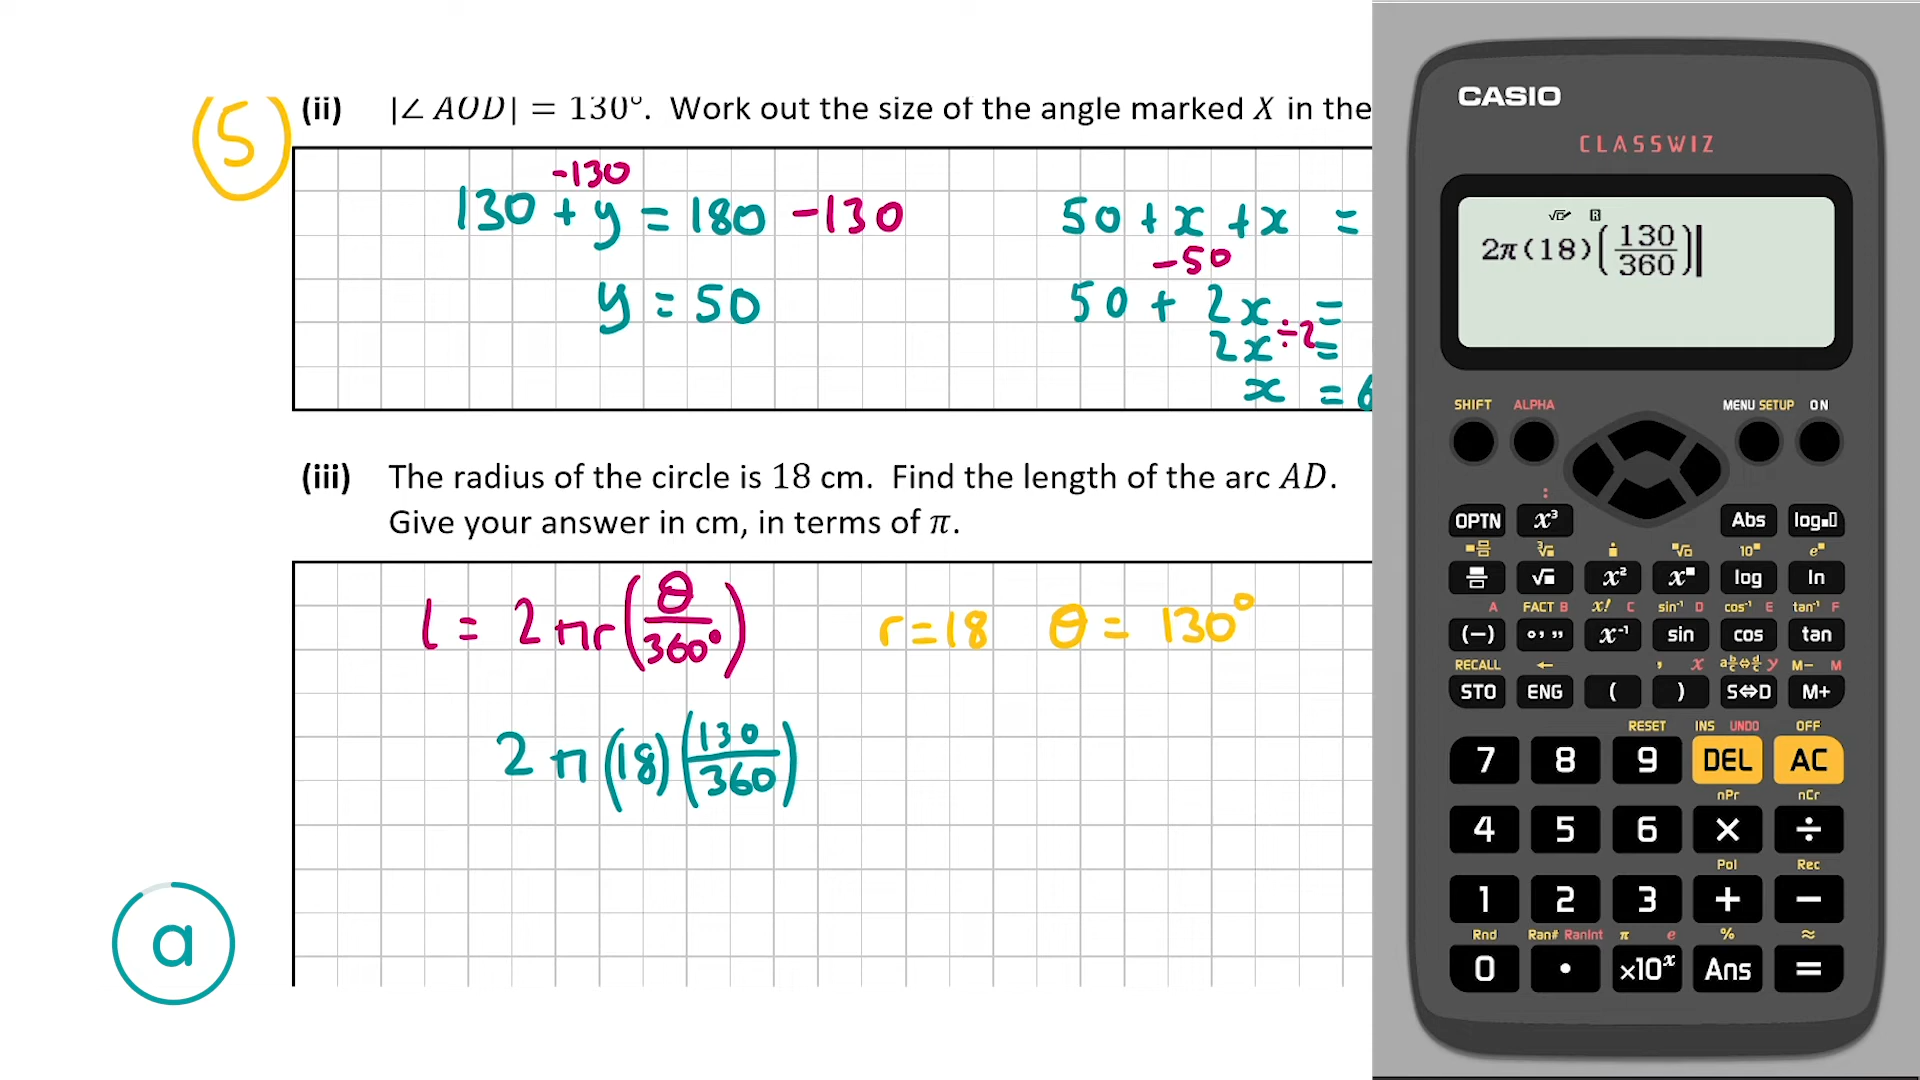 5
(ii) |∠ AOD| = 130°. Work out the size of the angle marked X in the
-130
130 + y = 180 -130
y = 50
50 + x + x =
-50
50 + 2x =
÷2
2x =
x = 6
(iii) The radius of the circle is 18 cm. Find the length of the arc AD.
Give your answer in cm, in terms of π.
l = 2πr(θ/360°) r = 18 θ = 130°
2π(18)(130/360)
a
CASIO
CLASSWIZ
R
2π(18)(130/360)
SHIFT ALPHA MENU SETUP ON
:
OPTN x³ Abs log▪▯
³√▪ ▪√▯ 10▪ e▪
√▪ x² x▪ log ln
A FACT B x! C sin⁻¹ D cos⁻¹ E tan⁻¹ F
(−) °’” x⁻¹ sin cos tan
RECALL ← , x a b/c⇔d/c y M− M
STO ENG ( ) S⇔D M+
RESET INS UNDO OFF
7 8 9 DEL AC
nPr nCr
4 5 6 × ÷
Pol Rec
1 2 3 + −
Rnd Ran# RanInt π e % ≈
0 • ×10ˣ Ans =